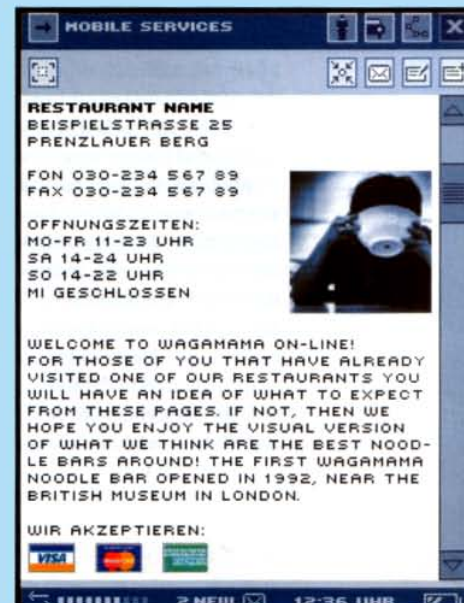 MOBILE SERVICES
RESTAURANT NAME
BEISPIELSTRASSE 25
PRENZLAUER BERG
FON 030-234 567 89
FAX 030-234 567 89
OFFNUNGSZEITEN:
MO-FR 11-23 UHR
SA 14-24 UHR
SO 14-22 UHR
MI GESCHLOSSEN
WELCOME TO WAGAMAMA ON-LINE!
FOR THOSE OF YOU THAT HAVE ALREADY
VISITED ONE OF OUR RESTAURANTS YOU
WILL HAVE AN IDEA OF WHAT TO EXPECT
FROM THESE PAGES. IF NOT, THEN WE
HOPE YOU ENJOY THE VISUAL VERSION
OF WHAT WE THINK ARE THE BEST NOOD-
LE BARS AROUND! THE FIRST WAGAMAMA
NOODLE BAR OPENED IN 1992, NEAR THE
BRITISH MUSEUM IN LONDON.
WIR AKZEPTIEREN:
VISA
2 NEW 12:36 UHR